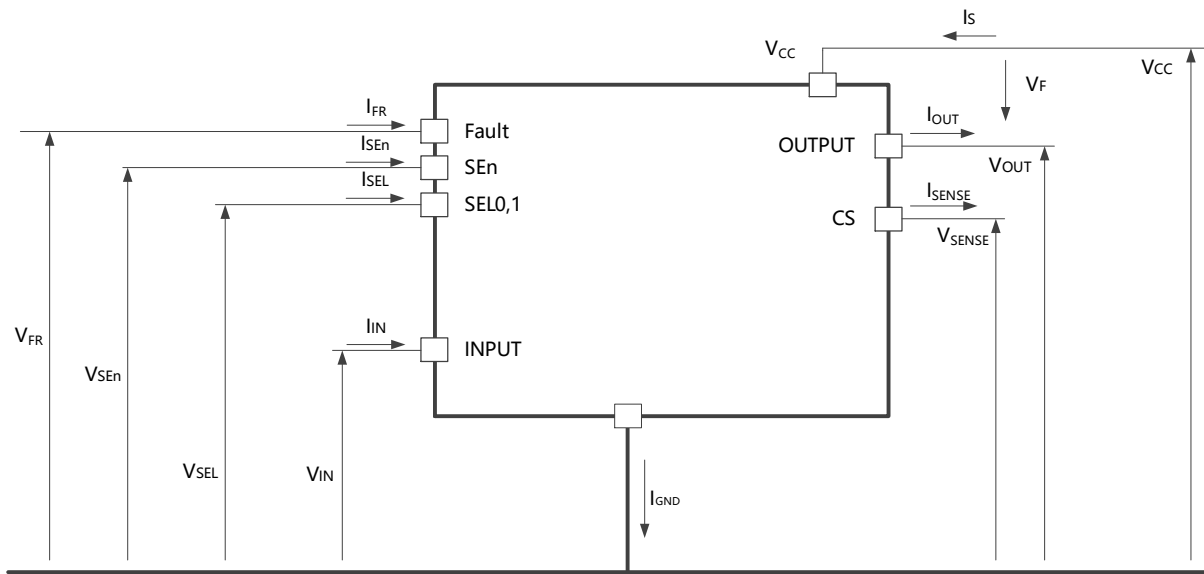 IS
VCC
VCC
VF
IFR
Fault
IOUT
ISEn
SEn
OUTPUT
VOUT
ISEL
SEL0,1
ISENSE
CS
VSENSE
VFR
IIN
INPUT
VSEn
VSEL
VIN
IGND